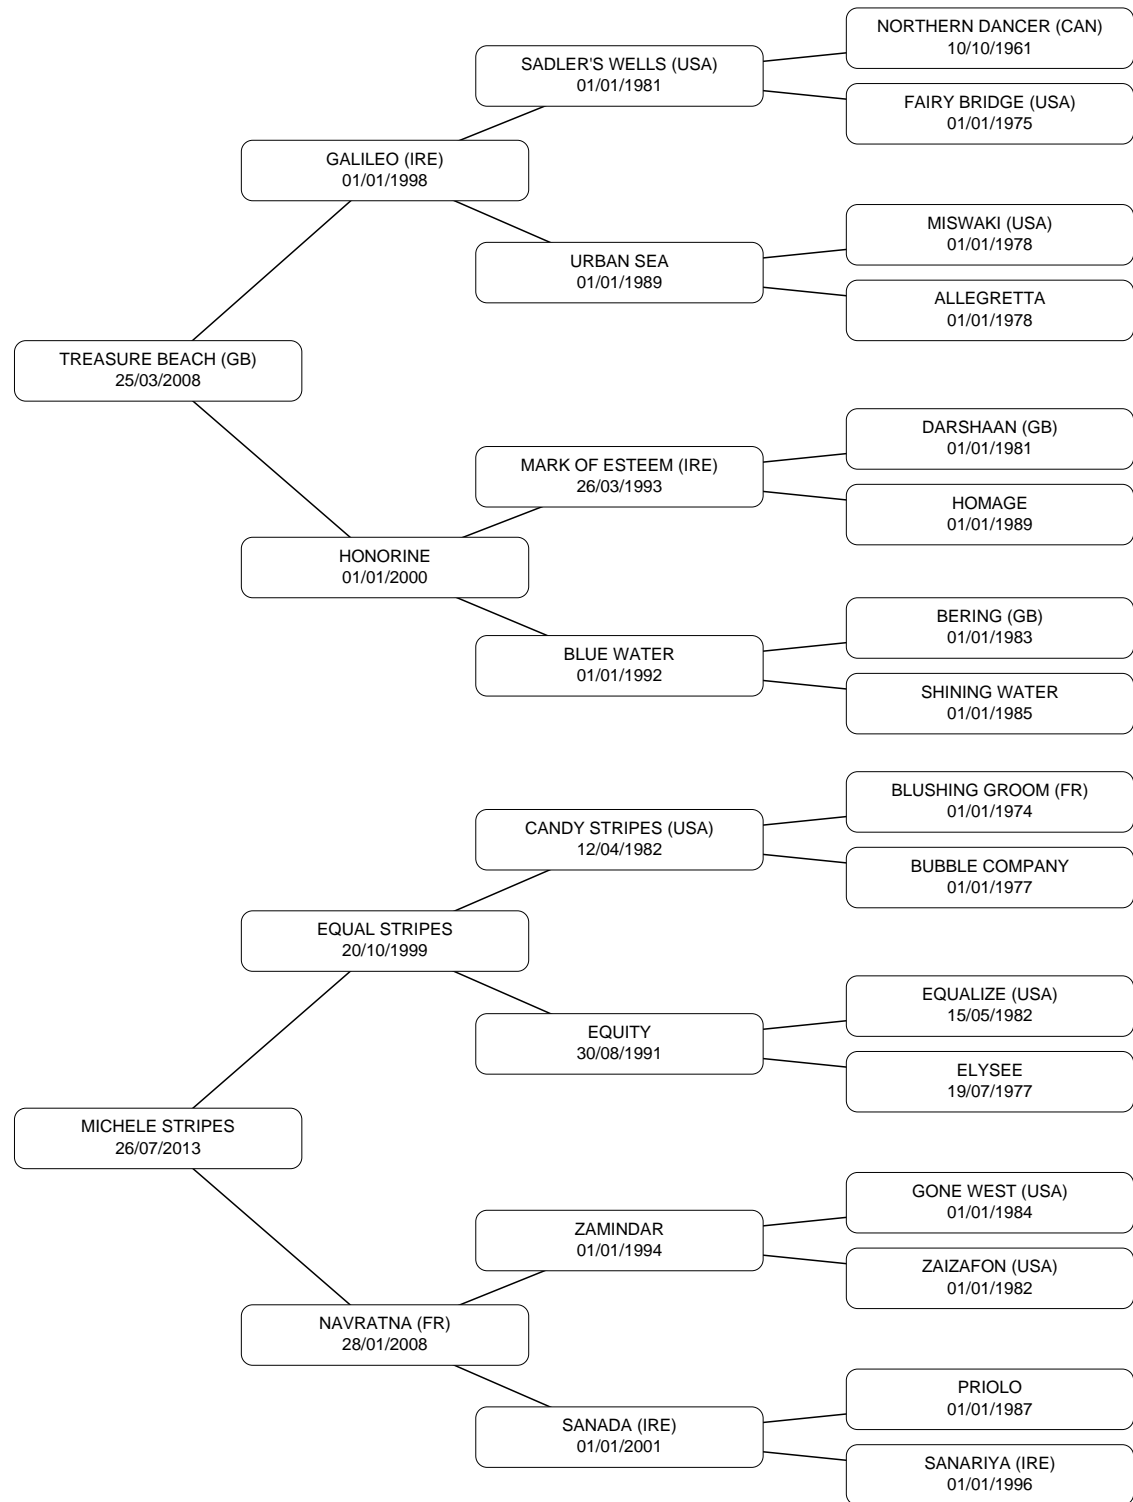 NORTHERN DANCER (CAN)
10/10/1961
SADLER'S WELLS (USA)
01/01/1981
FAIRY BRIDGE (USA)
01/01/1975
GALILEO (IRE)
01/01/1998
MISWAKI (USA)
01/01/1978
URBAN SEA
01/01/1989
ALLEGRETTA
01/01/1978
TREASURE BEACH (GB)
25/03/2008
DARSHAAN (GB)
01/01/1981
MARK OF ESTEEM (IRE)
26/03/1993
HOMAGE
01/01/1989
HONORINE
01/01/2000
BERING (GB)
01/01/1983
BLUE WATER
01/01/1992
SHINING WATER
01/01/1985
BLUSHING GROOM (FR)
01/01/1974
CANDY STRIPES (USA)
12/04/1982
BUBBLE COMPANY
01/01/1977
EQUAL STRIPES
20/10/1999
EQUALIZE (USA)
15/05/1982
EQUITY
30/08/1991
ELYSEE
19/07/1977
MICHELE STRIPES
26/07/2013
GONE WEST (USA)
01/01/1984
ZAMINDAR
01/01/1994
ZAIZAFON (USA)
01/01/1982
NAVRATNA (FR)
28/01/2008
PRIOLO
01/01/1987
SANADA (IRE)
01/01/2001
SANARIYA (IRE)
01/01/1996